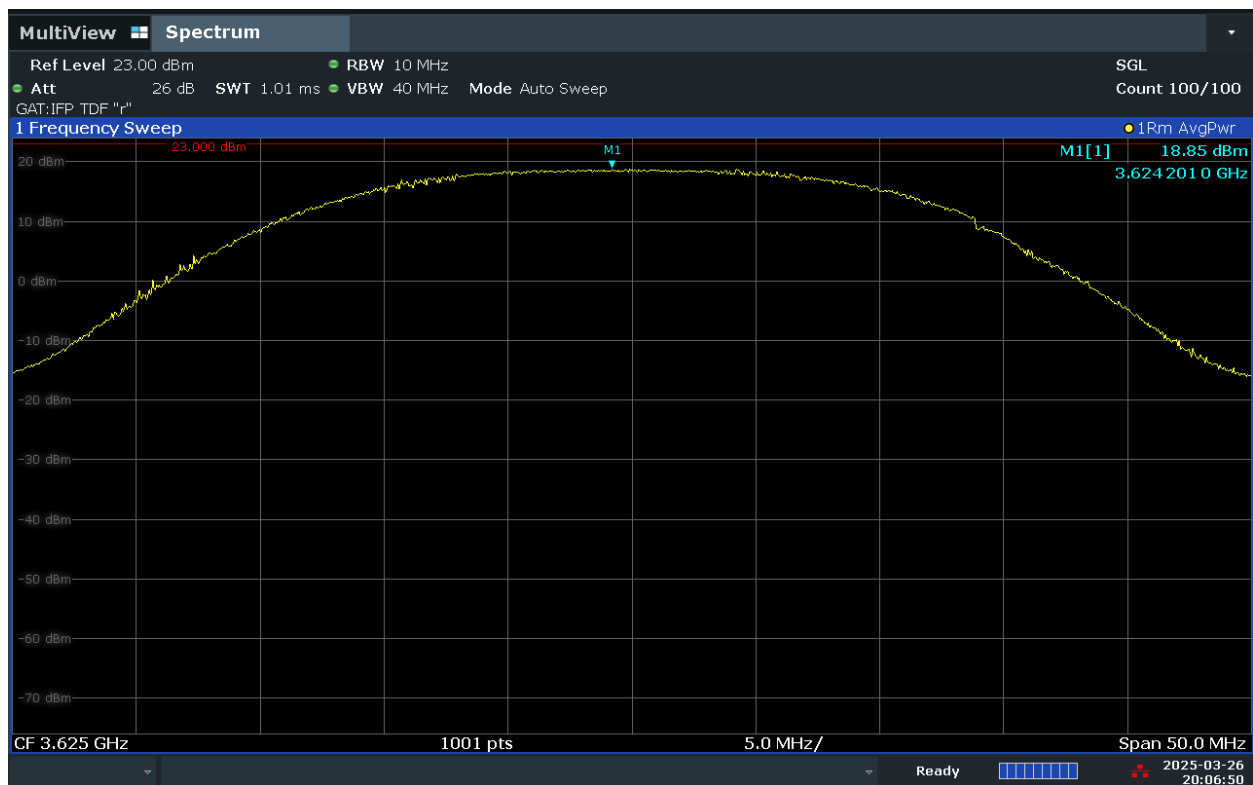 MultiView Spectrum
Ref Level 23.00 dBm RBW 10 MHz SGL
Att 26 dB SWT 1.01 ms VBW 40 MHz Mode Auto Sweep Count 100/100
GAT:IFP TDF "r"
1 Frequency Sweep 1Rm AvgPwr
23.000 dBm
M1
M1[1] 18.85 dBm
3.6242010 GHz
20 dBm
10 dBm
0 dBm
-10 dBm
-20 dBm
-30 dBm
-40 dBm
-50 dBm
-60 dBm
-70 dBm
CF 3.625 GHz 1001 pts 5.0 MHz/ Span 50.0 MHz
Ready 2025-03-26
20:06:50